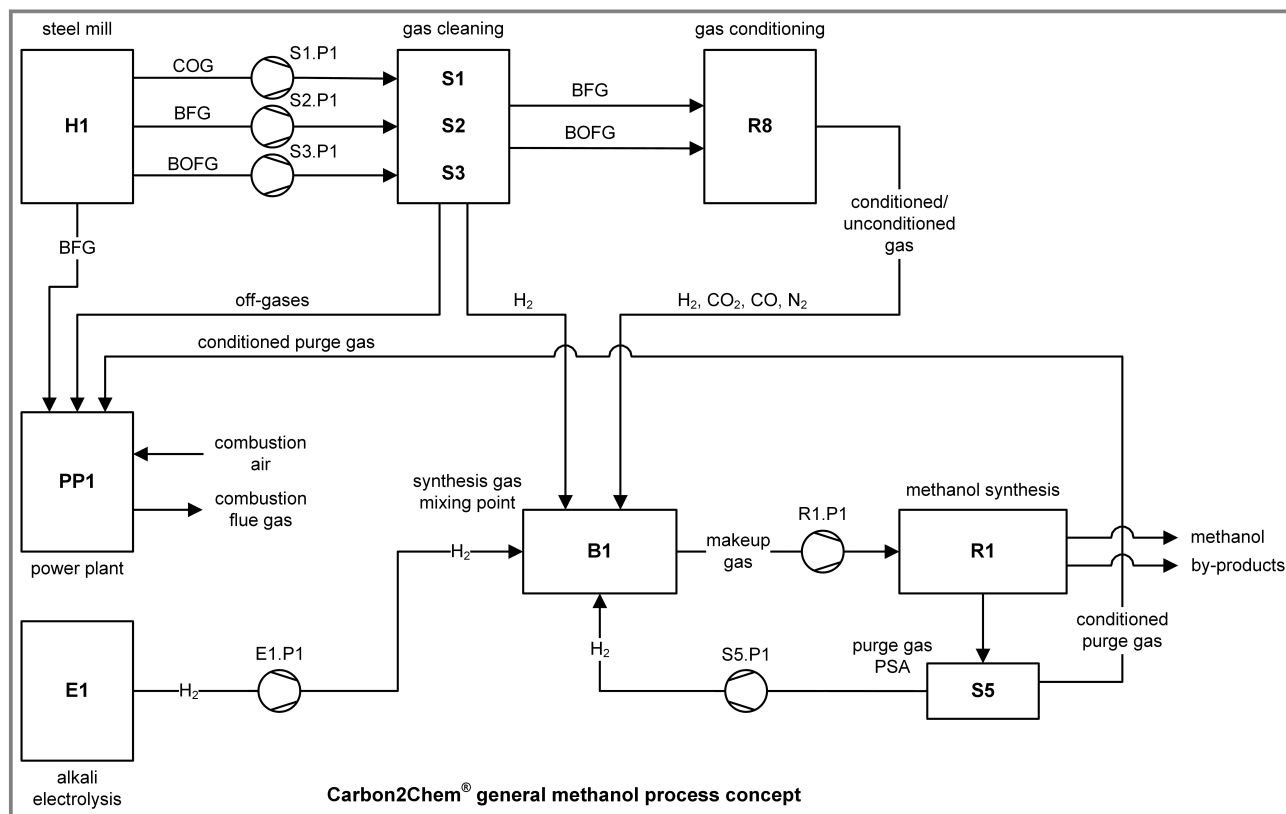 steel mill
gas cleaning
gas conditioning
COG
S1.P1
S1
BFG
H1
BFG
S2.P1
S2
R8
BOFG
S3.P1
BOFG
S3
conditioned/
unconditioned
gas
BFG
off-gases
H₂
H₂, CO₂, CO, N₂
conditioned purge gas
combustion
air
PP1
combustion
flue gas
power plant
synthesis gas
mixing point
H₂
B1
makeup
gas
R1.P1
methanol synthesis
R1
methanol
by-products
E1
H₂
E1.P1
H₂
S5.P1
purge gas
PSA
S5
conditioned
purge gas
alkali
electrolysis
Carbon2Chem® general methanol process concept